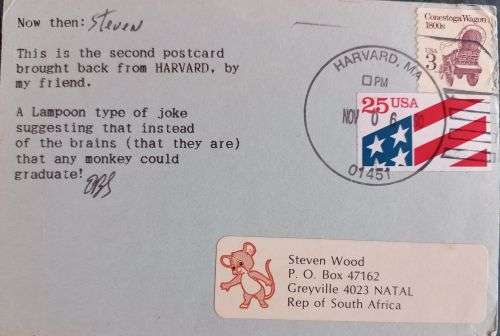 Now then: Steven
This is the second postcard
brought back from HARVARD, by
my friend.
A Lampoon type of joke
suggesting that instead
of the brains (that they are)
that any monkey could
graduate!
Conestoga Wagon
1800s
USA
3
HARVARD, MA
PM
NOV 06
01451
25 USA
Steven Wood
P. O. Box 47162
Greyville 4023 NATAL
Rep of South Africa